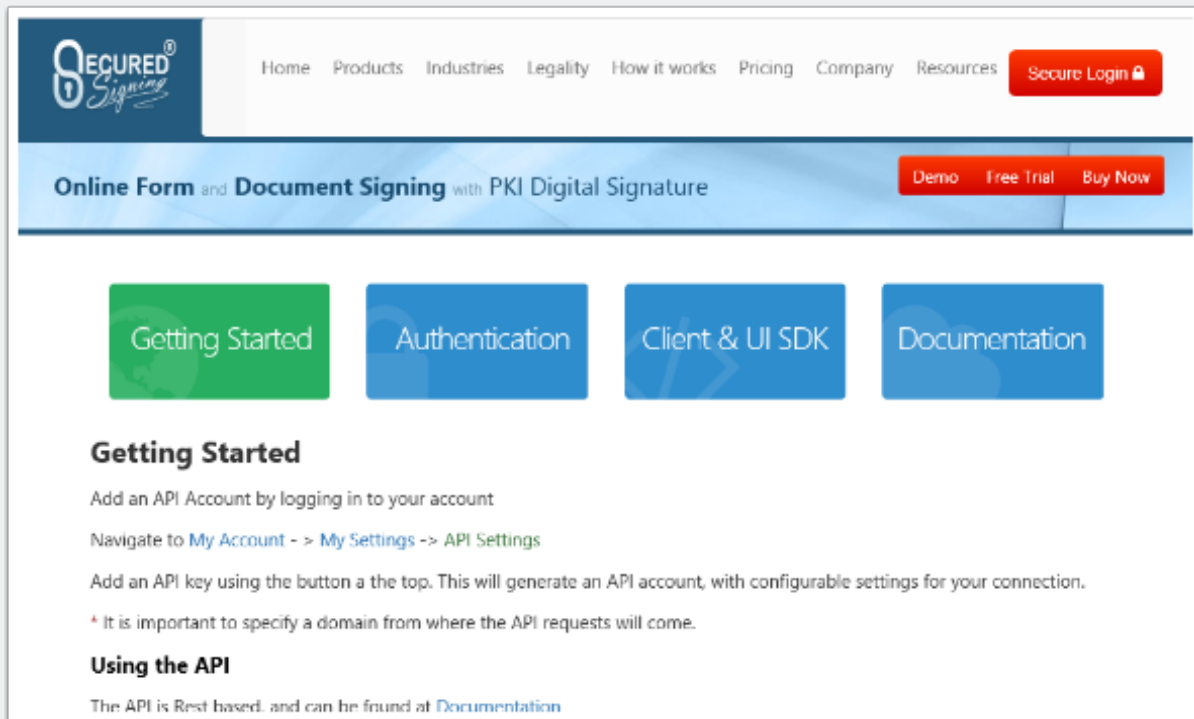 SECURED®
Signing
Home Products Industries Legality How it works Pricing Company Resources Secure Login
Online Form and Document Signing with PKI Digital Signature
Demo Free Trial Buy Now
Getting Started Authentication Client & UI SDK Documentation
Getting Started
Add an API Account by logging in to your account
Navigate to My Account - > My Settings -> API Settings
Add an API key using the button a the top. This will generate an API account, with configurable settings for your connection.
* It is important to specify a domain from where the API requests will come.
Using the API
The API is Rest based, and can be found at Documentation